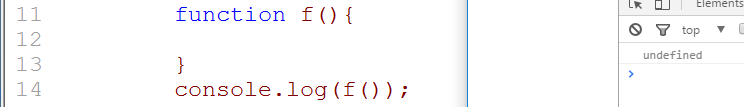 11 function f(){
12
13 }
14 console.log(f());
Elements
top
undefined